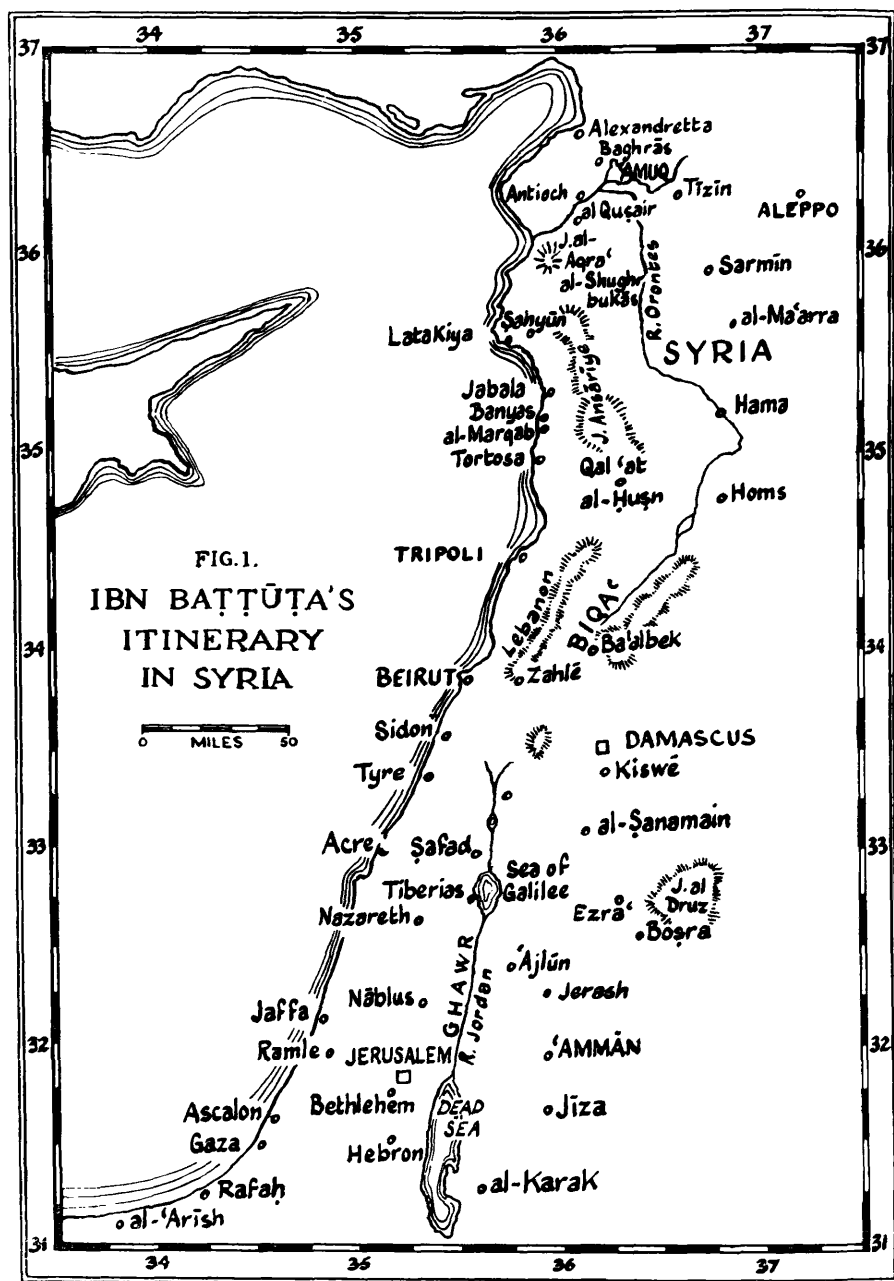 34 35 36 37
37 37
Alexandretta
Baghrās
'AMUQ
Antioch
Tīzīn
al Quṣair
ALEPPO
36 36
J. al-
Aqra'
al-Shughr
bukās
R. Orontes
Sarmīn
al-Ma'arra
Latakiya
Ṣahyūn
SYRIA
J. Anṣārīya
Jabala
Banyas
al-Marqab
Tortosa
Hama
35 35
Qal'at
al-Ḥuṣn
Homs
TRIPOLI
FIG.1.
IBN BAṬṬŪṬA'S
ITINERARY
IN SYRIA
0 50
MILES
Lebanon
BIQA'
Ba'albek
34 34
Zahlé
BEIRUT
Sidon
DAMASCUS
Kiswé
Tyre
al-Ṣanamain
33 33
Acre
Ṣafad
Sea of
Galilee
Tiberias
J. al
Druz
Ezrā'
Boṣra
Nazareth
'Ajlūn
GHAWR
R. Jordan
Jerash
Nāblus
Jaffa
32 32
Ramle
JERUSALEM
'AMMĀN
Bethlehem
DEAD
SEA
Jīza
Ascalon
Gaza
Hebron
Rafaḥ
al-Karak
al-'Arīsh
31 31
34 35 36 37